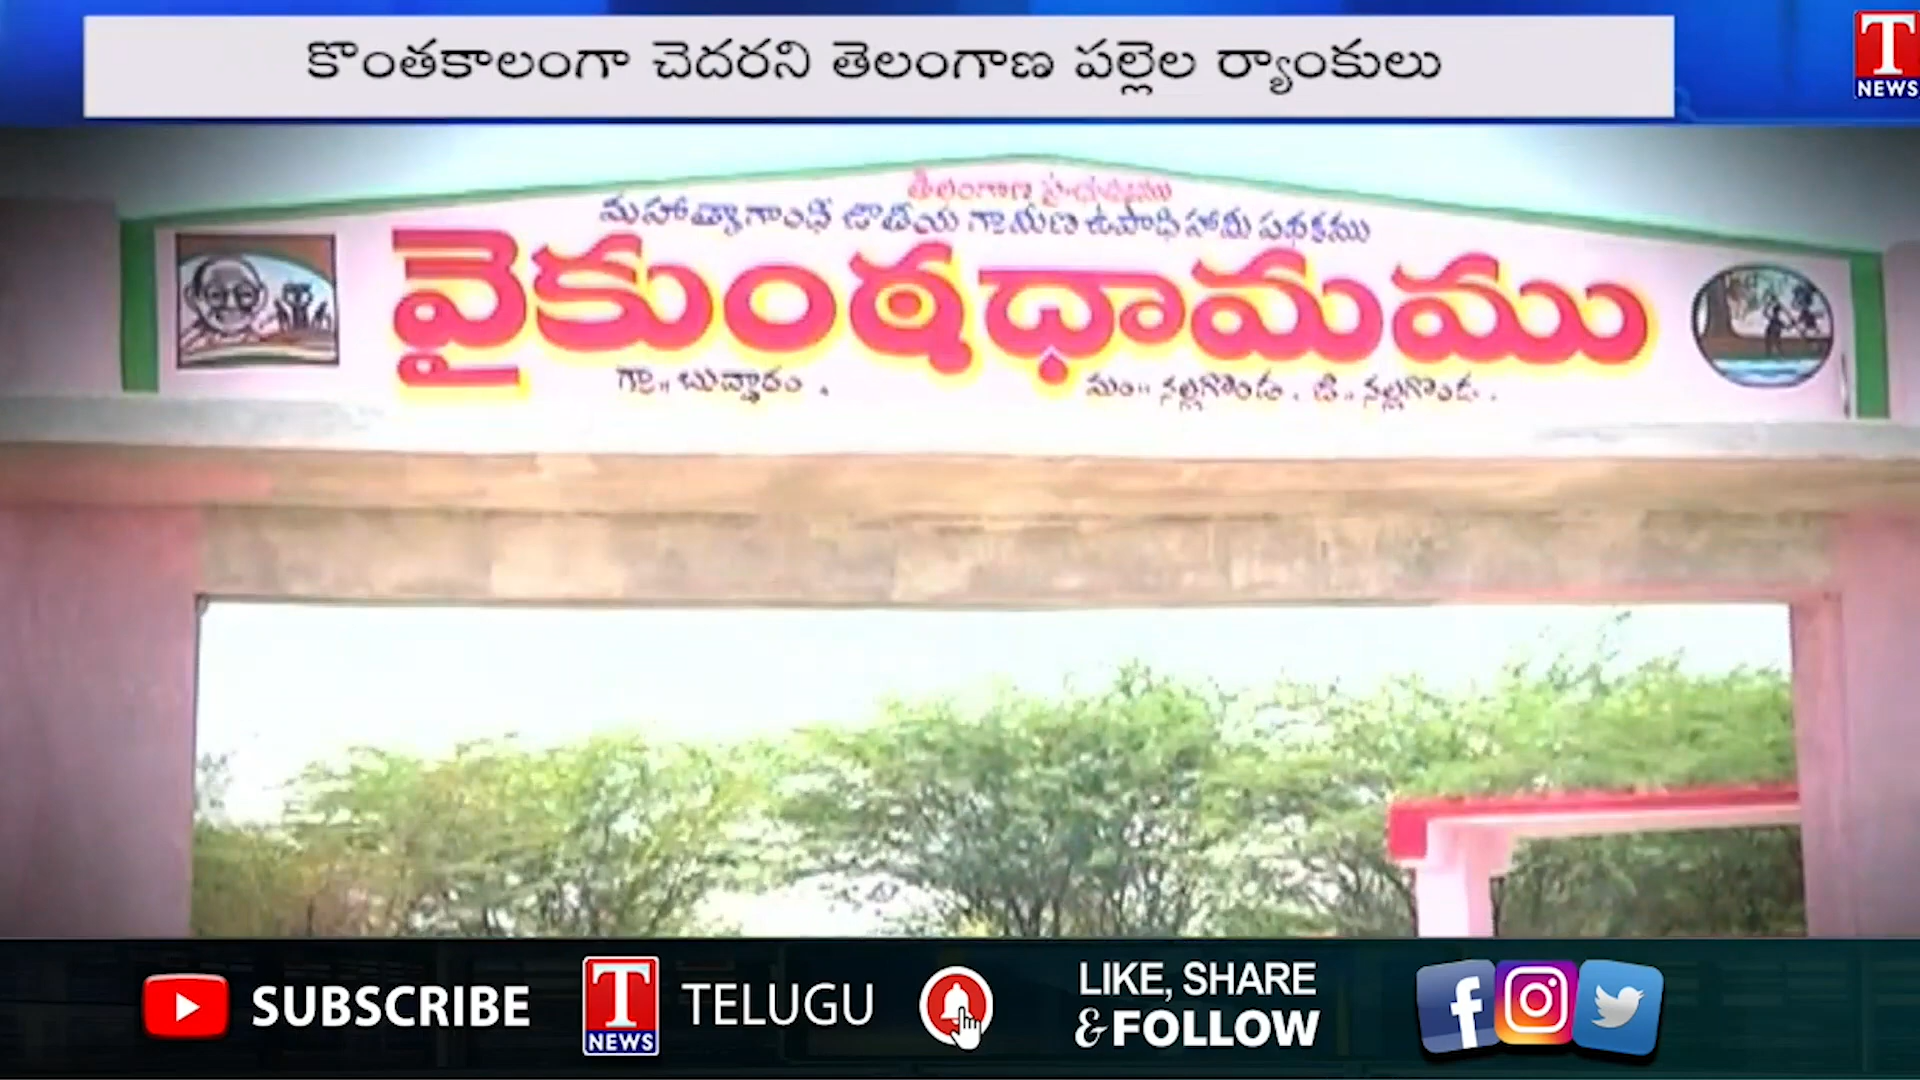 కొంతకాలంగా చెదరని తెలంగాణ పల్లెల ర్యాంకులు
T
NEWS
తెలంగాణ ప్రభుత్వము
మహాత్మాగాంధీ జాతీయ గ్రామీణ ఉపాధి హామీ పథకము
వైకుంఠధామము
గ్రా॥ బుద్దారం .
మం॥ నల్లగొండ . జి॥ నల్లగొండ .
SUBSCRIBE
T
NEWS
TELUGU
LIKE, SHARE
& FOLLOW